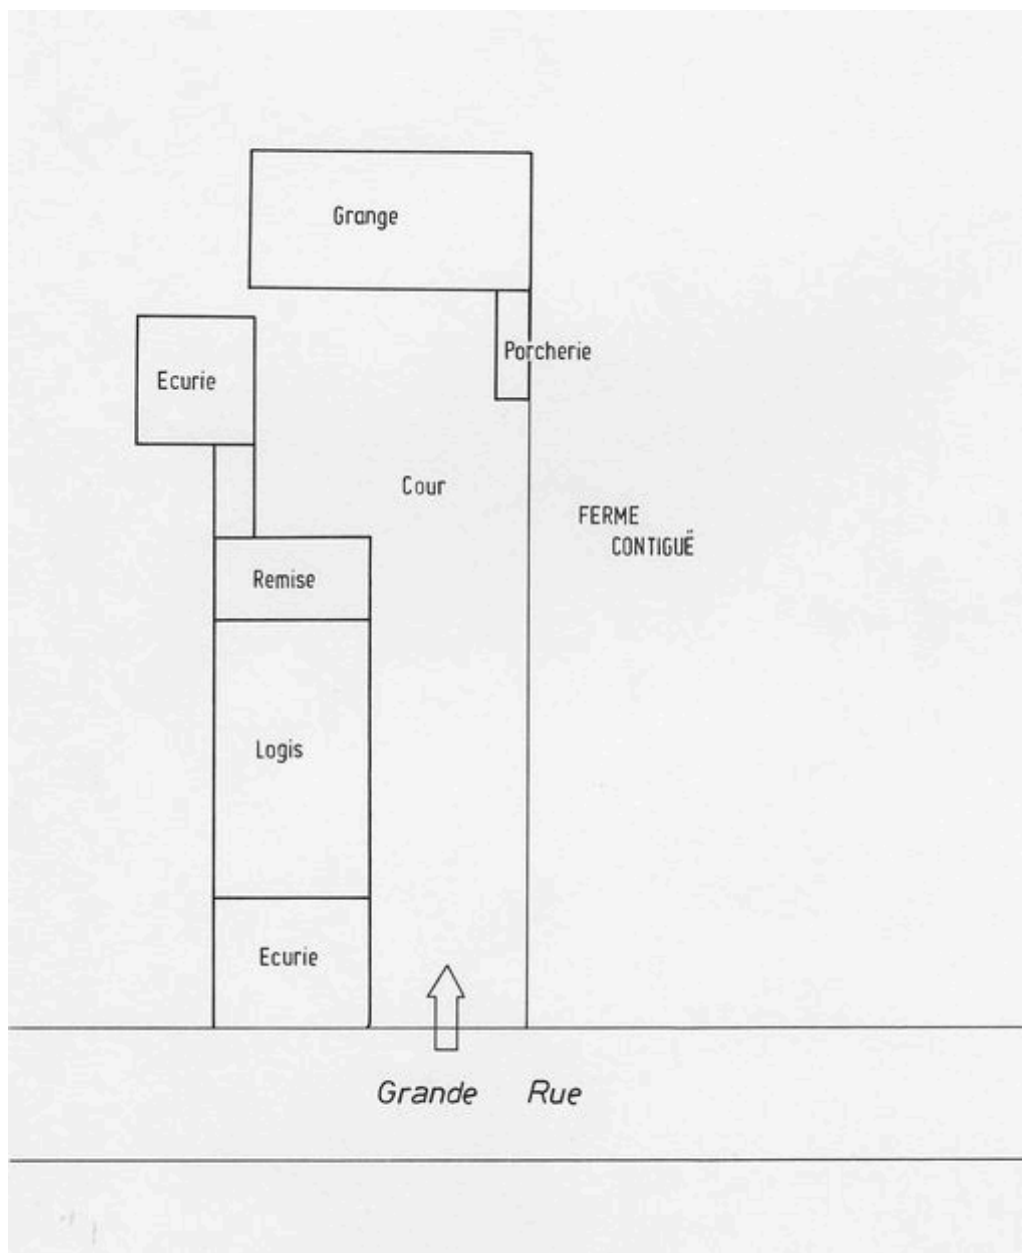 Grange
Porcherie
Ecurie
Cour
FERME
CONTIGUË
Remise
Logis
Ecurie
Grande Rue